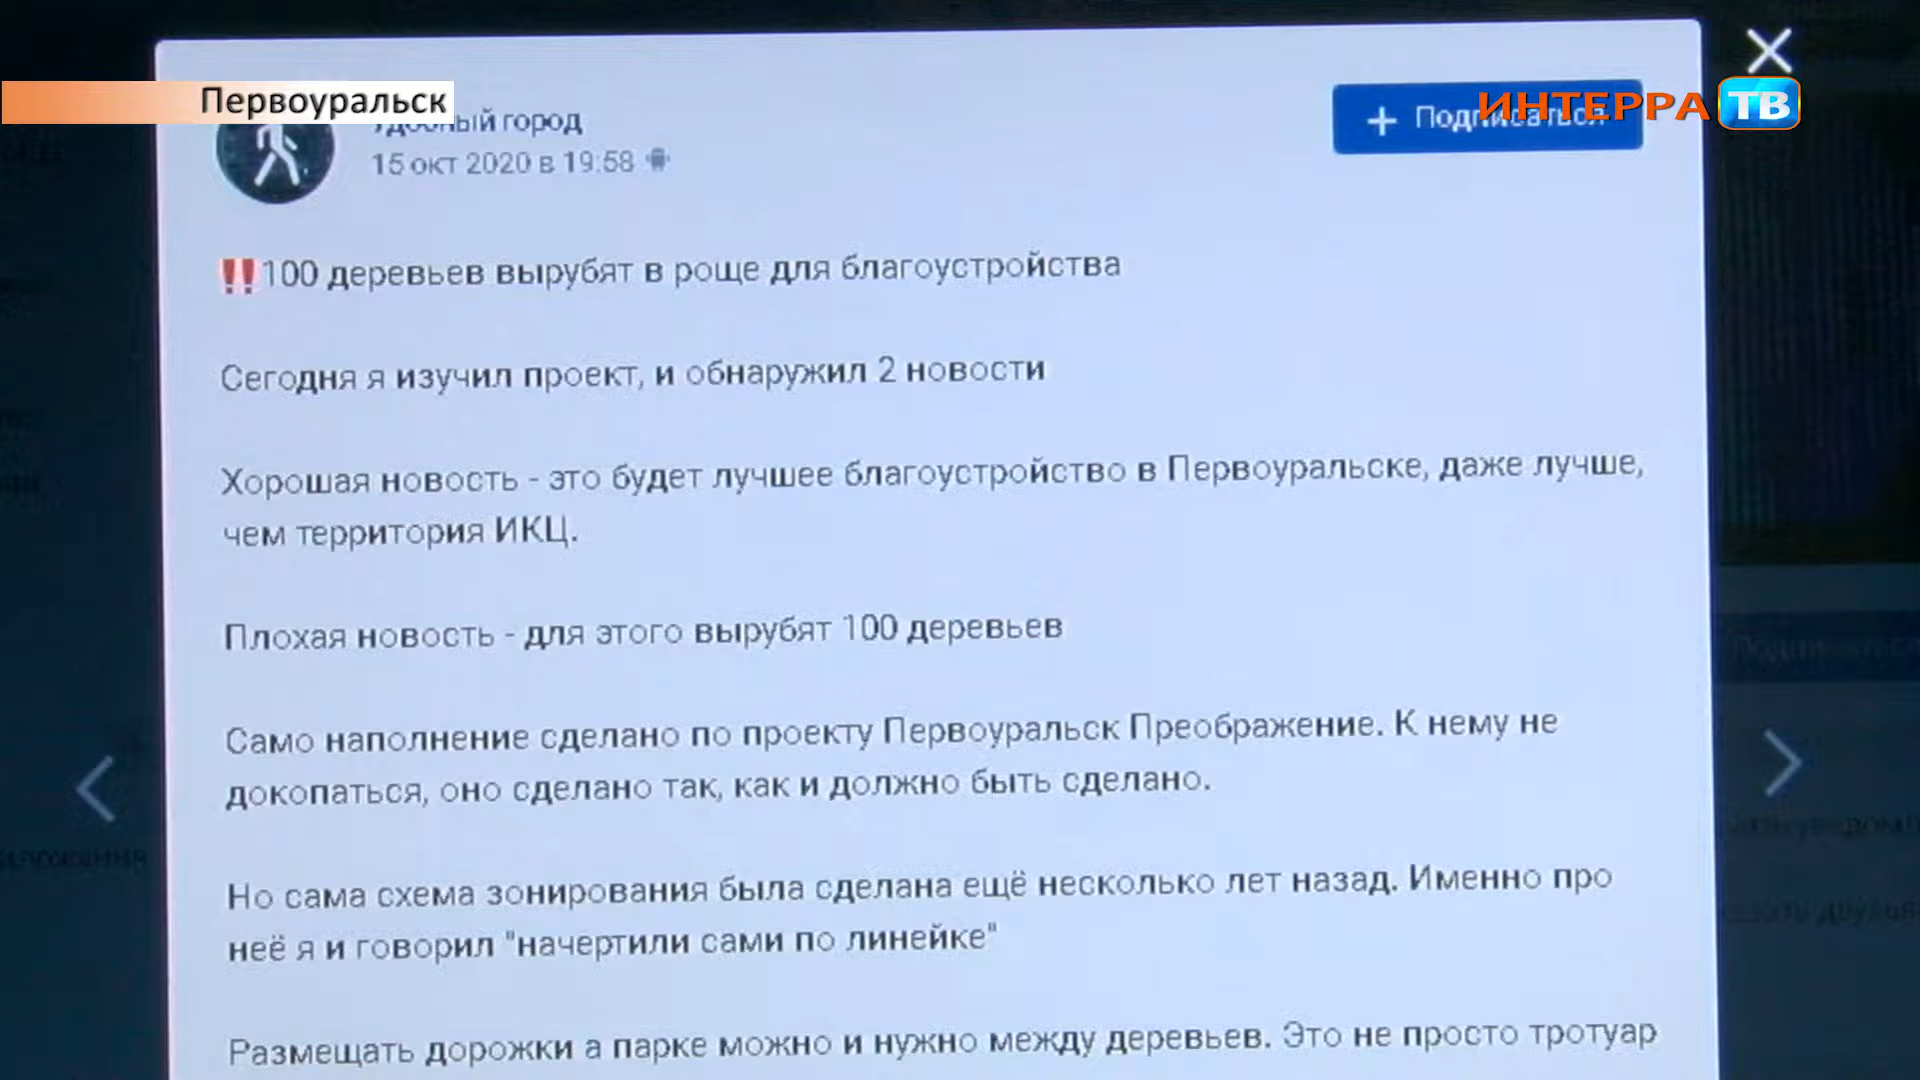 Первоуральск
ИНТЕРРА ТВ
город
15 окт 2020 в 19:58
+ Подписаться
‼100 деревьев вырубят в роще для благоустройства
Сегодня я изучил проект, и обнаружил 2 новости
Хорошая новость - это будет лучшее благоустройство в Первоуральске, даже лучше,
чем территория ИКЦ.
Плохая новость - для этого вырубят 100 деревьев
Само наполнение сделано по проекту Первоуральск Преображение. К нему не
докопаться, оно сделано так, как и должно быть сделано.
Но сама схема зонирования была сделана ещё несколько лет назад. Именно про
неё я и говорил "начертили сами по линейке"
Размещать дорожки а парке можно и нужно между деревьев. Это не просто тротуар